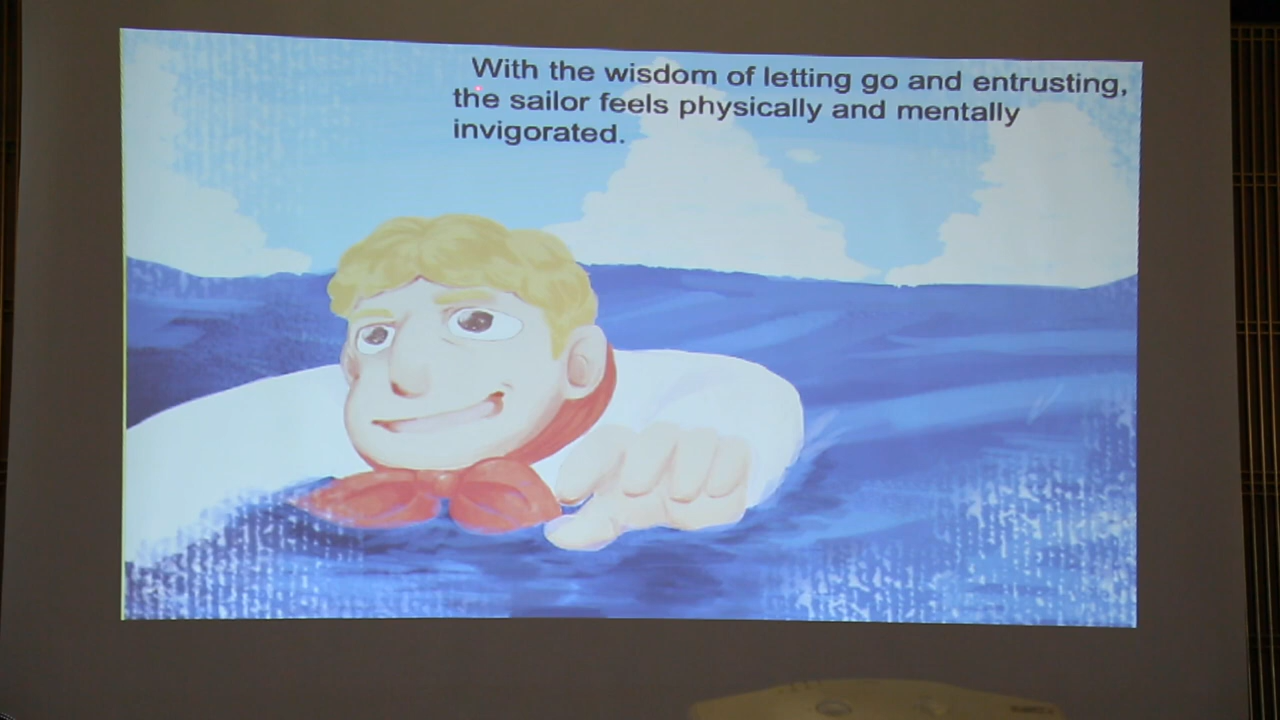 With the wisdom of letting go and entrusting,
the sailor feels physically and mentally
invigorated.